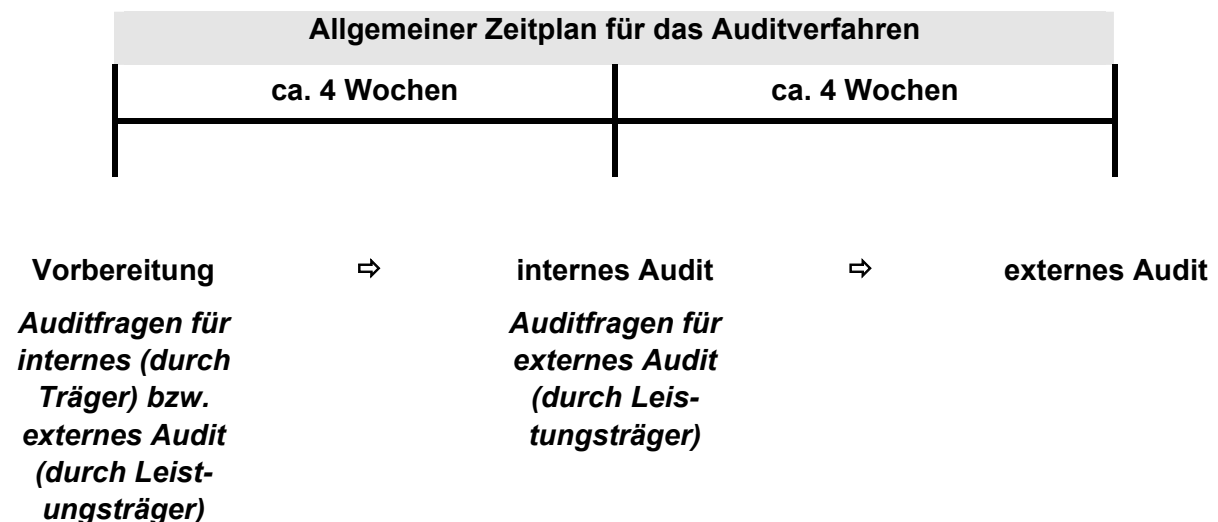 Allgemeiner Zeitplan für das Auditverfahren
ca. 4 Wochen ca. 4 Wochen
Vorbereitung ⇨ internes Audit ⇨ externes Audit
Auditfragen für
internes (durch
Träger) bzw.
externes Audit
(durch Leist-
ungsträger)
Auditfragen für
externes Audit
(durch Leis-
tungsträger)